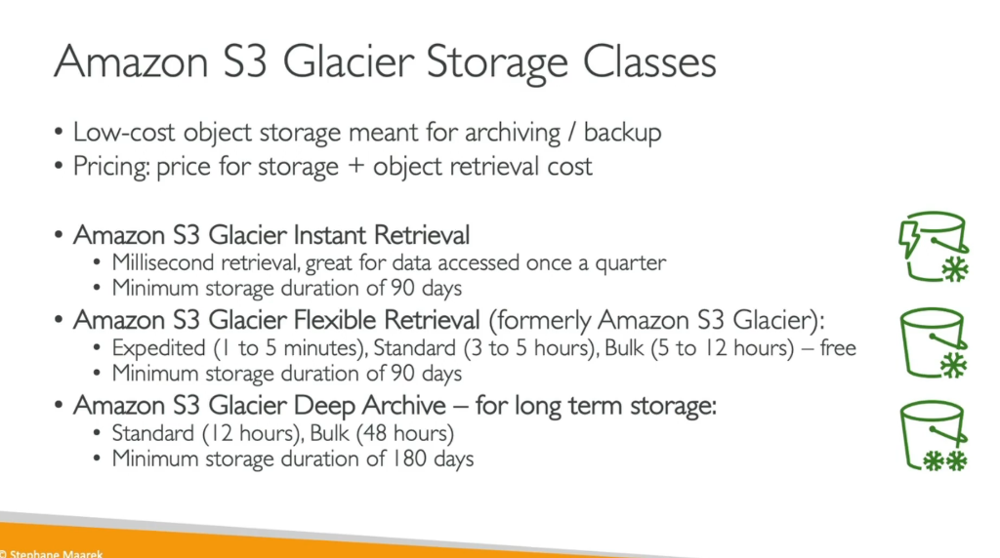 Amazon S3 Glacier Storage Classes
• Low-cost object storage meant for archiving / backup
• Pricing: price for storage + object retrieval cost
• Amazon S3 Glacier Instant Retrieval
• Millisecond retrieval, great for data accessed once a quarter
• Minimum storage duration of 90 days
• Amazon S3 Glacier Flexible Retrieval (formerly Amazon S3 Glacier):
• Expedited (1 to 5 minutes), Standard (3 to 5 hours), Bulk (5 to 12 hours) – free
• Minimum storage duration of 90 days
• Amazon S3 Glacier Deep Archive – for long term storage:
• Standard (12 hours), Bulk (48 hours)
• Minimum storage duration of 180 days
© Stephane Maarek